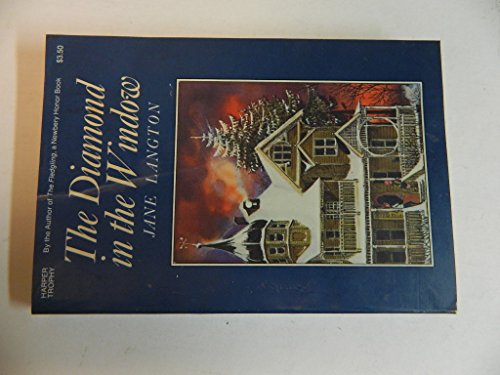 HARPER
TROPHY
By the Author of The Fledgling, a Newbery Honor Book
$3.50
The Diamond
in the Window
JANE LANGTON